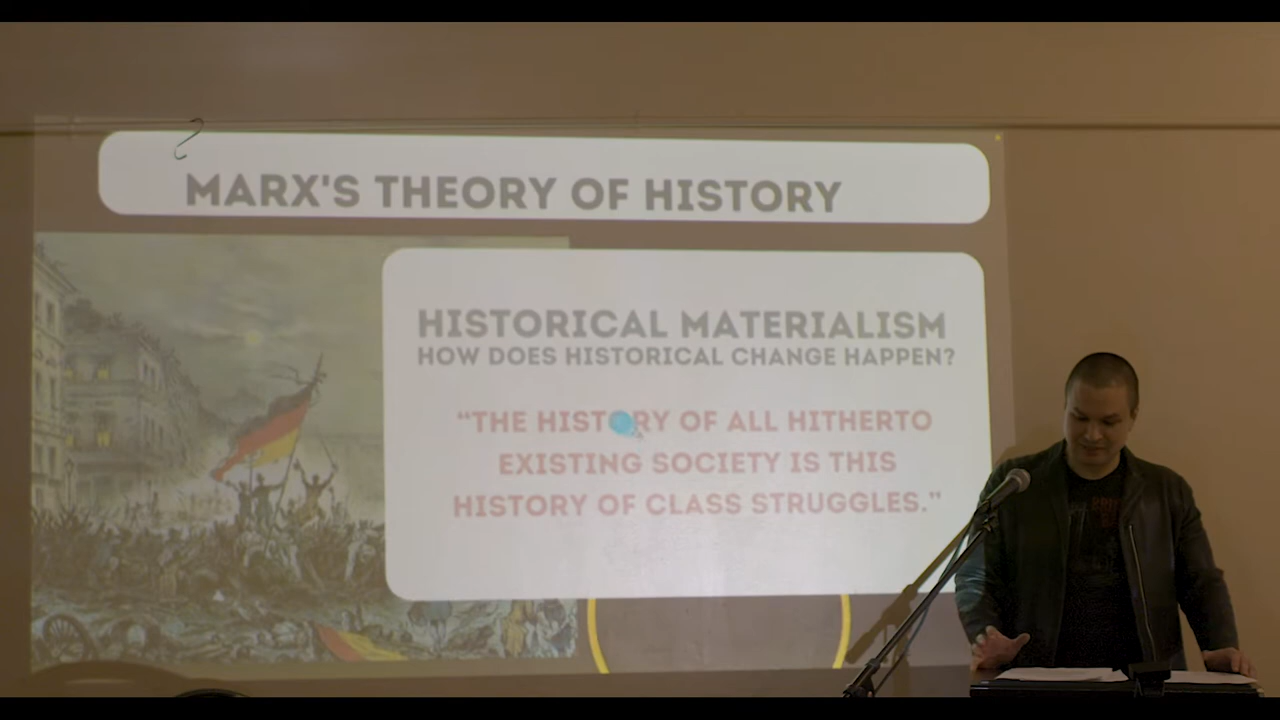 MARX'S THEORY OF HISTORY
HISTORICAL MATERIALISM
HOW DOES HISTORICAL CHANGE HAPPEN?
“THE HISTORY OF ALL HITHERTO
EXISTING SOCIETY IS THIS
HISTORY OF CLASS STRUGGLES.”